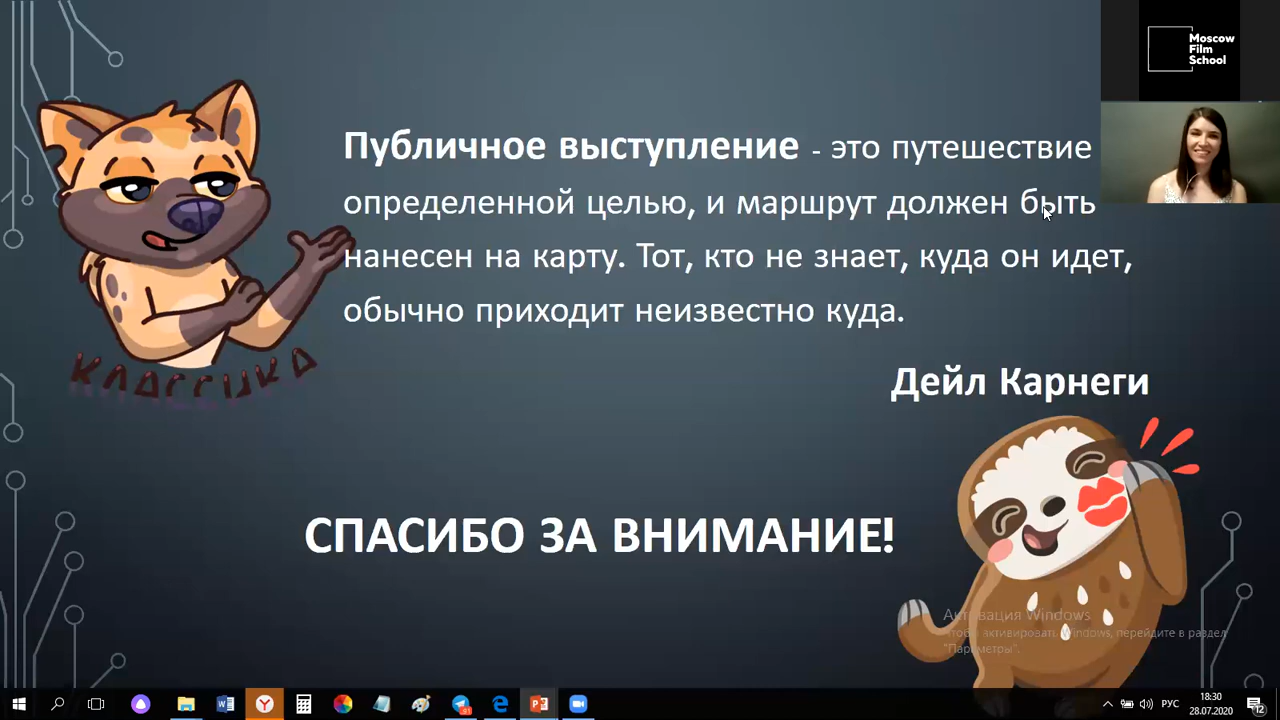 Moscow
Film
School
Публичное выступление - это путешествие
определенной целью, и маршрут должен быть
нанесен на карту. Тот, кто не знает, куда он идет,
обычно приходит неизвестно куда.
Дейл Карнеги
КЛАССИКА
СПАСИБО ЗА ВНИМАНИЕ!
Активация Windows
Чтобы активировать Windows, перейдите в раздел
"Параметры".
РУС
18:30
28.07.2020
12